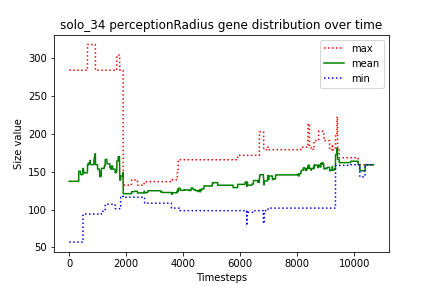 solo_34 perceptionRadius gene distribution over time
max
mean
min
Size value
300
250
200
150
100
50
0
2000
4000
6000
8000
10000
Timesteps